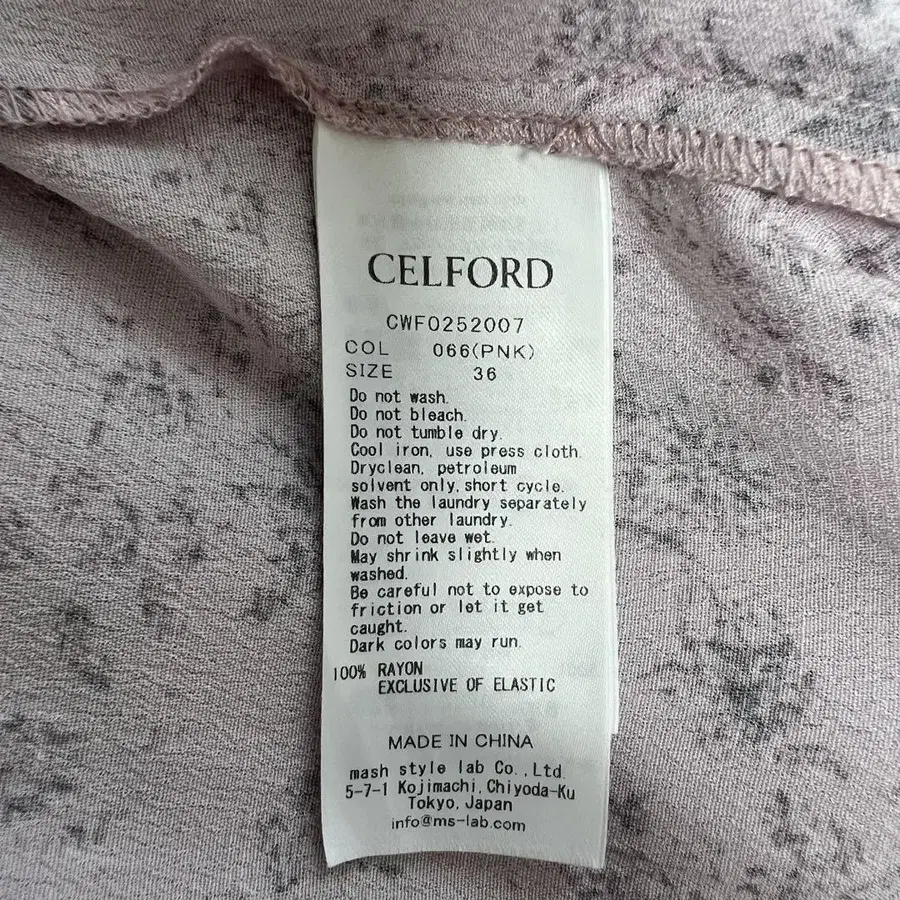 CELFORD
CWFO252007
COL 066(PNK)
SIZE 36
Do not wash.
Do not bleach.
Do not tumble dry.
Cool iron, use press cloth.
Dryclean, petroleum
solvent only, short cycle.
Wash the laundry separately
from other laundry.
Do not leave wet.
May shrink slightly when
washed.
Be careful not to expose to
friction or let it get
caught.
Dark colors may run.
100% RAYON
EXCLUSIVE OF ELASTIC
MADE IN CHINA
mash style lab Co.,Ltd.
5-7-1 Kojimachi, Chiyoda-Ku
Tokyo, Japan
info@ms-lab.com